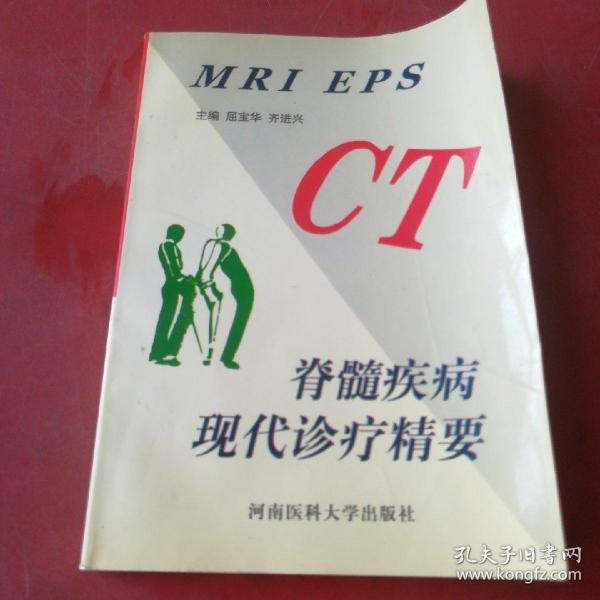 MRI EPS
主编 屈宝华 齐进兴
CT
脊髓疾病
现代诊疗精要
河南医科大学出版社
孔夫子旧书网
www.kongfz.com